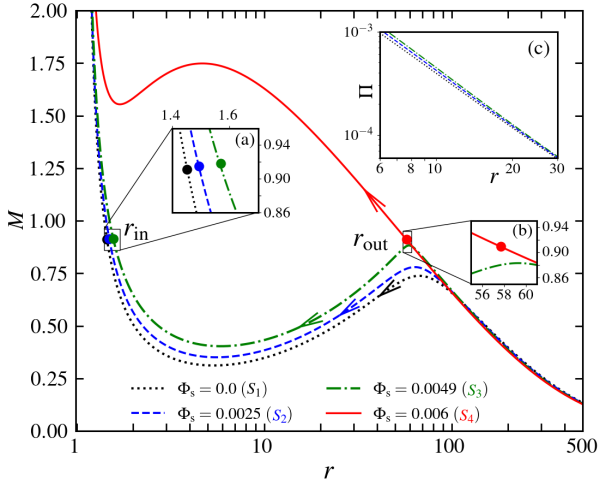 2.00
1.75
1.50
1.25
1.00
0.75
0.50
0.25
0.00
M
1 10 100 500
r
1.4 1.6
(a)
0.94
0.90
0.86
r_in
r_out
(b)
0.94
0.90
0.86
56 58 60
(c)
10⁻³
10⁻⁴
Π
6 10 20 30
r
Φ_s = 0.0 (S_1)
Φ_s = 0.0025 (S_2)
Φ_s = 0.0049 (S_3)
Φ_s = 0.006 (S_4)